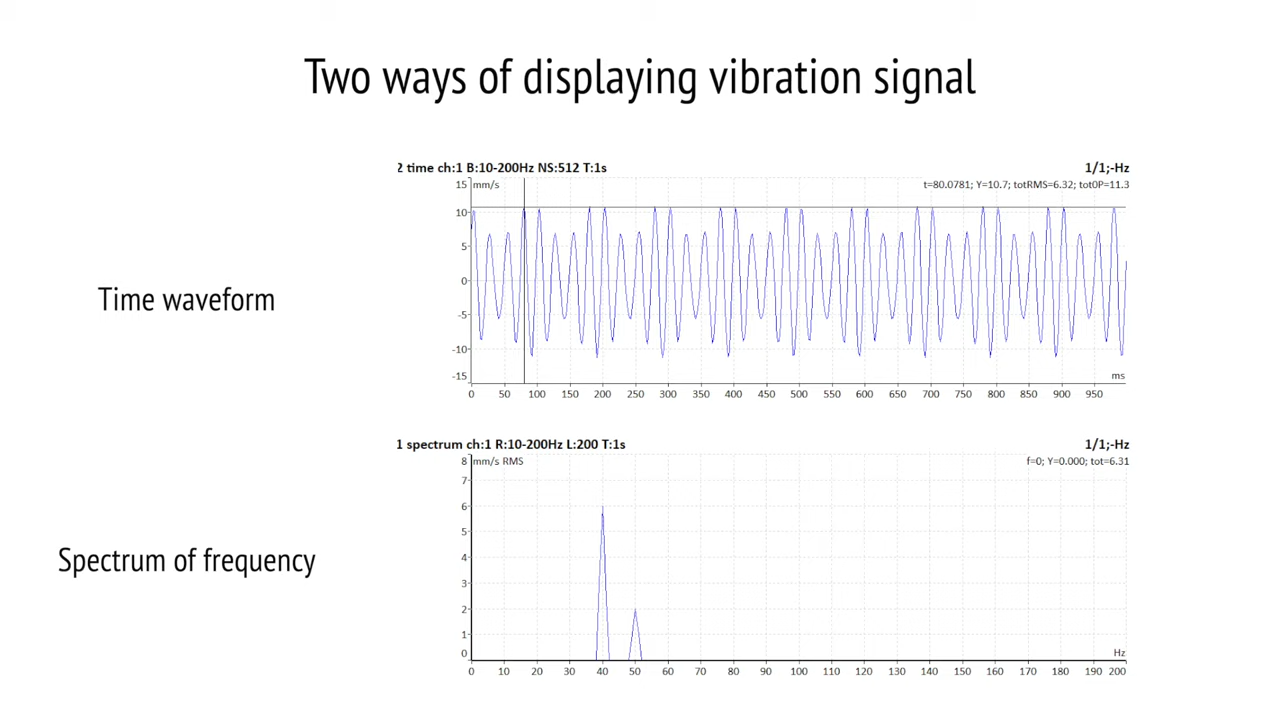 Two ways of displaying vibration signal
2 time ch:1 B:10-200Hz NS:512 T:1s
1/1;-Hz
15 mm/s
t=80.0781; Y=10.7; totRMS=6.32; tot0P=11.3
10
5
0
-5
-10
-15
ms
0 50 100 150 200 250 300 350 400 450 500 550 600 650 700 750 800 850 900 950
Time waveform
1 spectrum ch:1 R:10-200Hz L:200 T:1s
1/1;-Hz
8 mm/s RMS
f=0; Y=0.000; tot=6.31
7
6
5
4
3
2
1
0
Hz
0 10 20 30 40 50 60 70 80 90 100 110 120 130 140 150 160 170 180 190 200
Spectrum of frequency